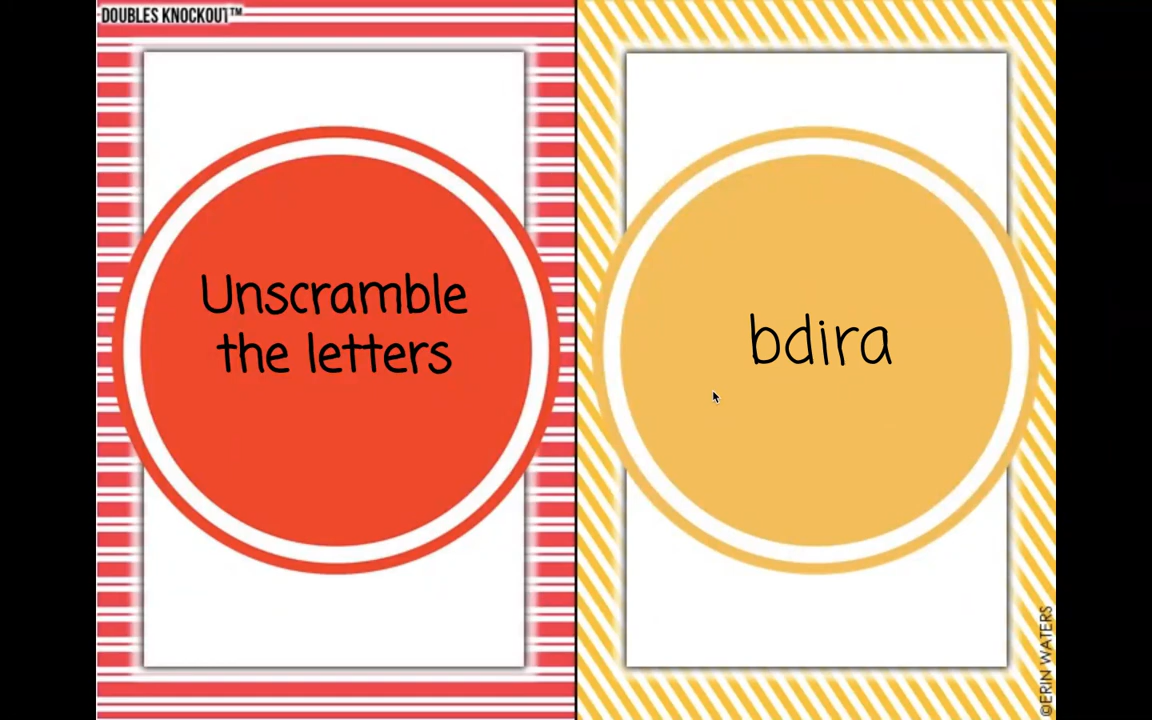 DOUBLES KNOCKOUT™
Unscramble
the letters
bdira
©ERIN WATERS